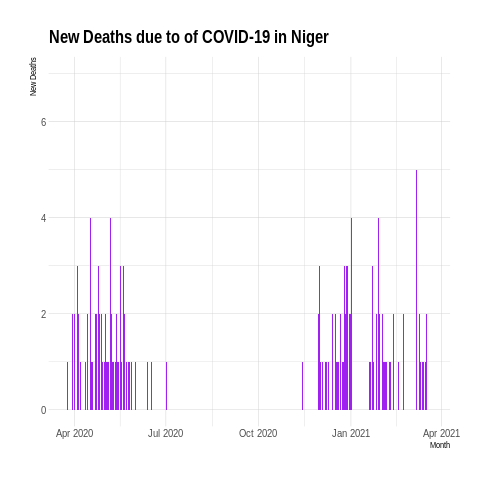 New Deaths due to of COVID-19 in Niger
New Deaths
6
4
2
0
Apr 2020 Jul 2020 Oct 2020 Jan 2021 Apr 2021
Month